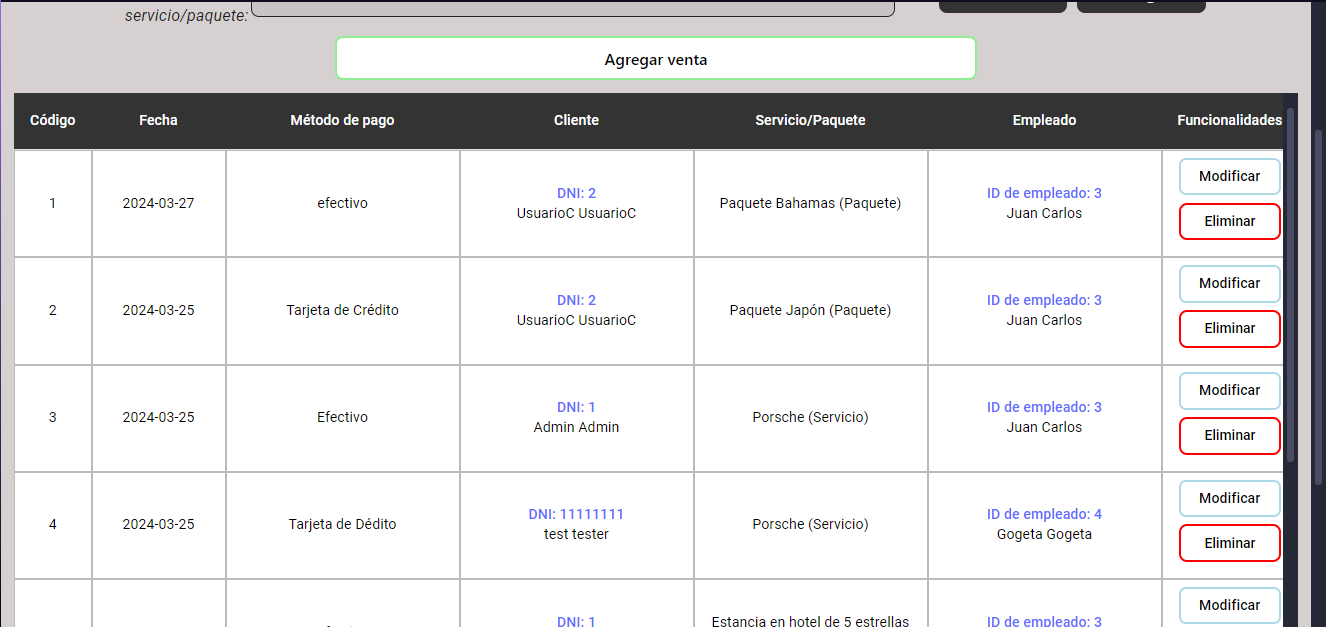 servicio/paquete:
Agregar venta
Código Fecha Método de pago Cliente Servicio/Paquete Empleado Funcionalidades
1 2024-03-27 efectivo DNI: 2 Paquete Bahamas (Paquete) ID de empleado: 3 Modificar
UsuarioC UsuarioC Juan Carlos Eliminar
2 2024-03-25 Tarjeta de Crédito DNI: 2 Paquete Japón (Paquete) ID de empleado: 3 Modificar
UsuarioC UsuarioC Juan Carlos Eliminar
3 2024-03-25 Efectivo DNI: 1 Porsche (Servicio) ID de empleado: 3 Modificar
Admin Admin Juan Carlos Eliminar
4 2024-03-25 Tarjeta de Dédito DNI: 11111111 Porsche (Servicio) ID de empleado: 4 Modificar
test tester Gogeta Gogeta Eliminar
DNI: 1 Estancia en hotel de 5 estrellas ID de empleado: 3 Modificar